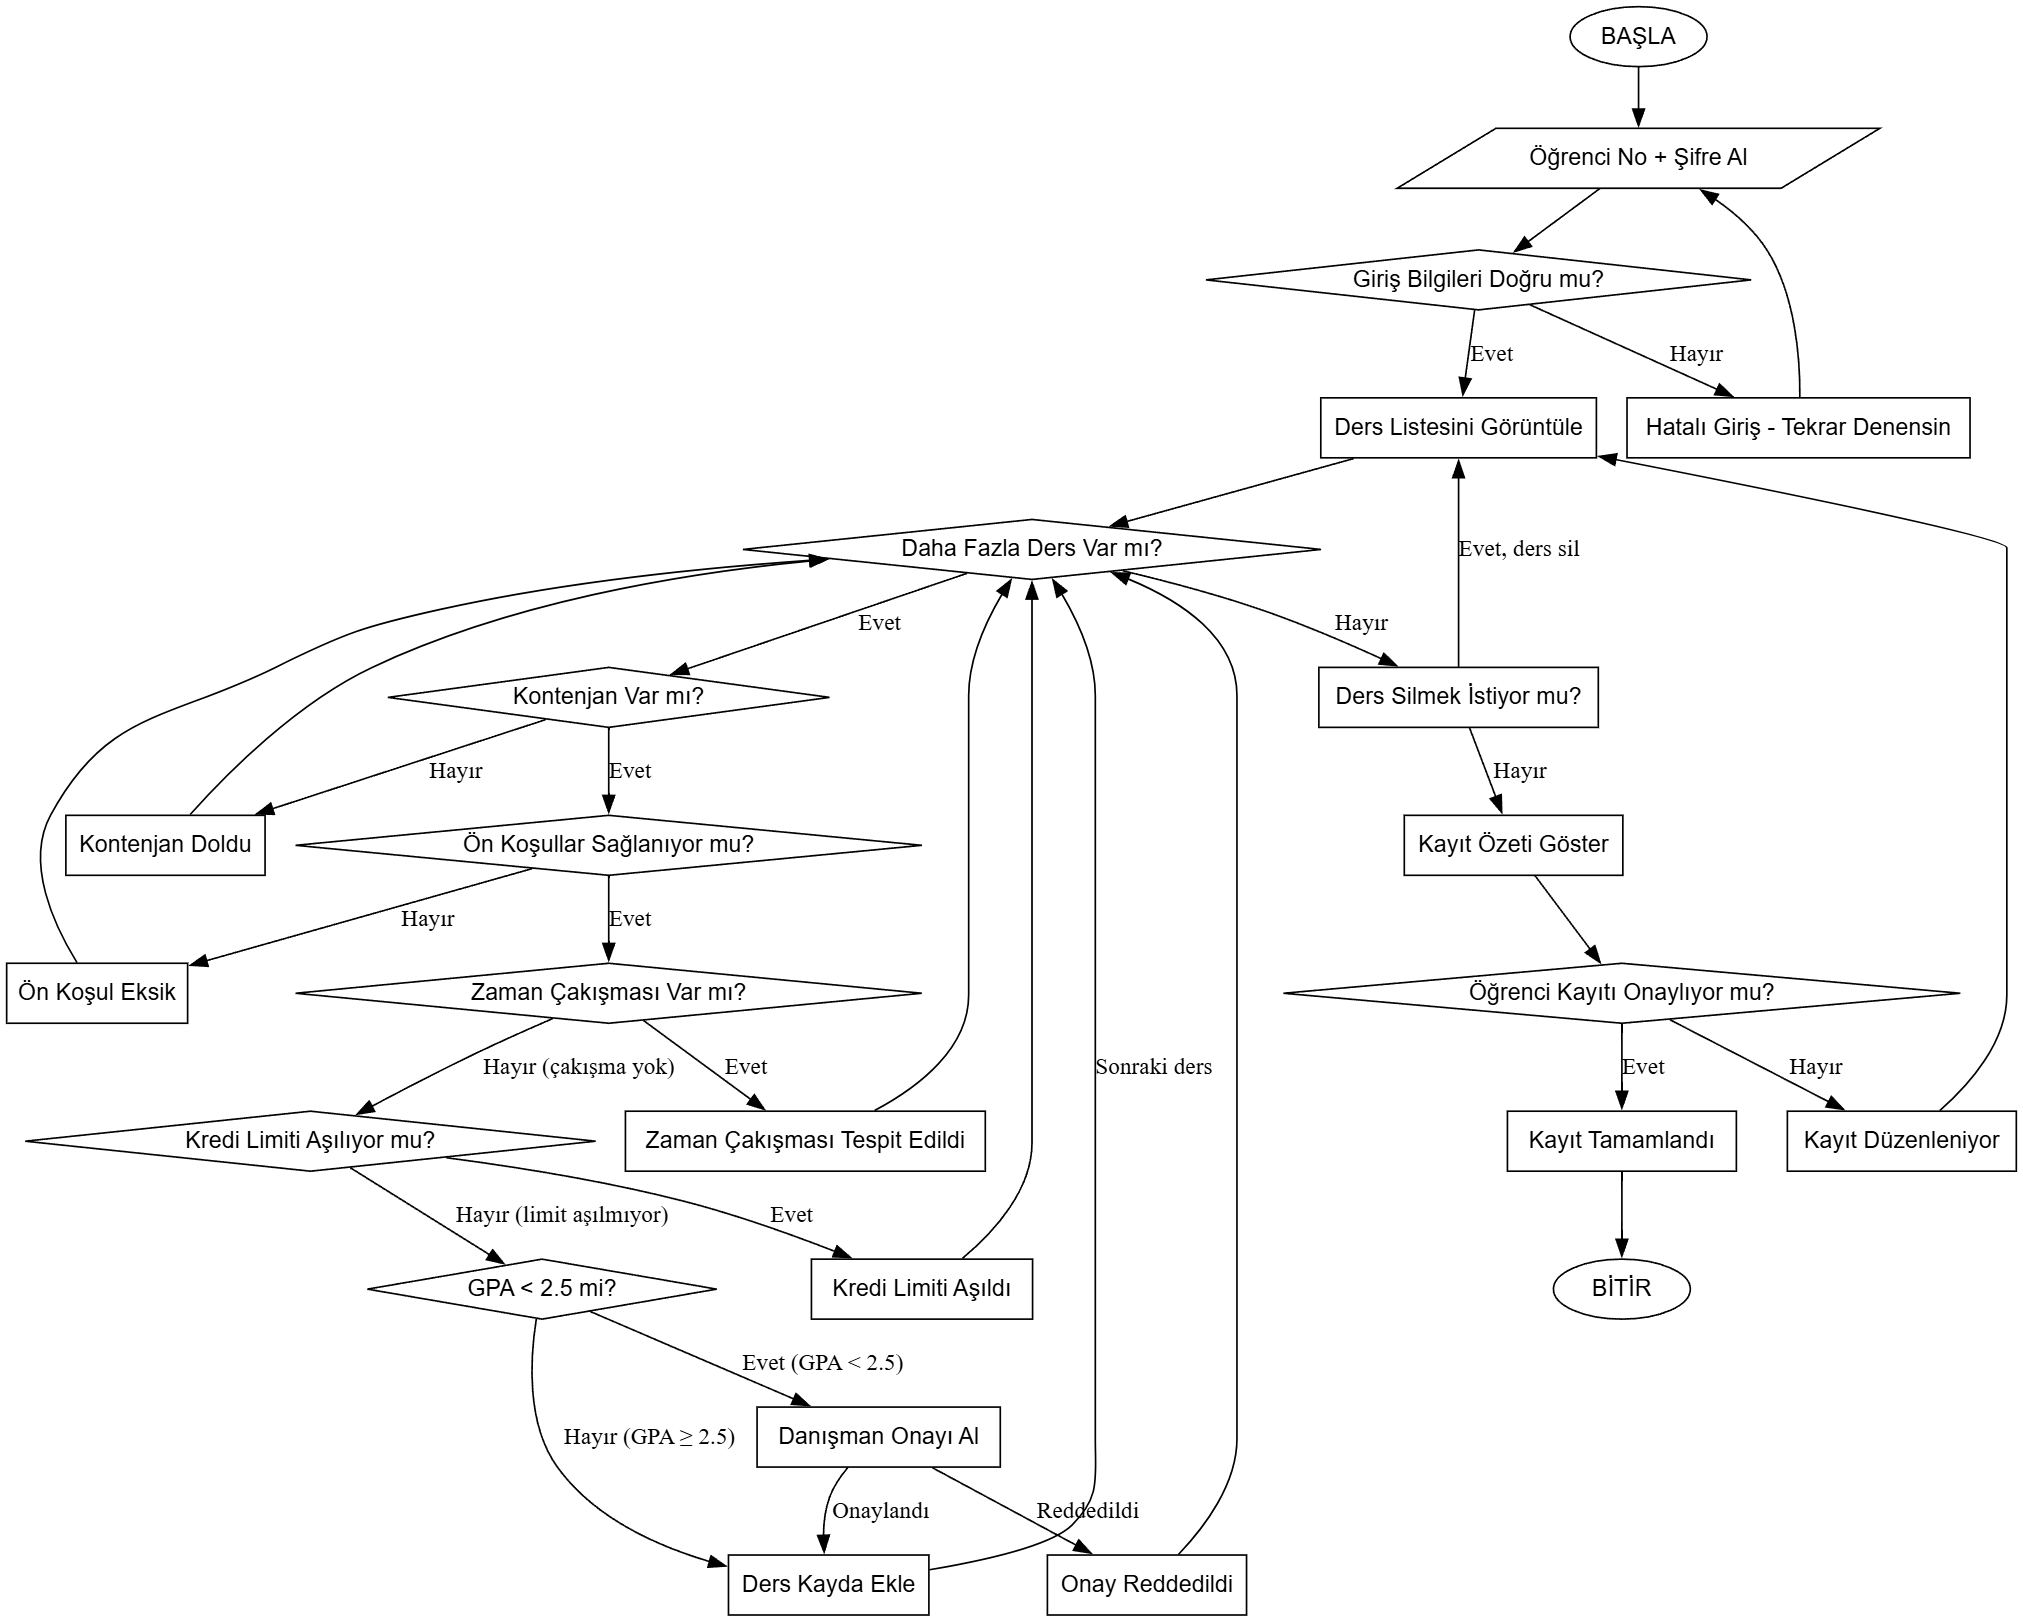 BAŞLA
Öğrenci No + Şifre Al
Giriş Bilgileri Doğru mu?
Evet
Hayır
Ders Listesini Görüntüle
Hatalı Giriş - Tekrar Denensin
Daha Fazla Ders Var mı?
Evet, ders sil
Evet
Hayır
Kontenjan Var mı?
Ders Silmek İstiyor mu?
Hayır
Evet
Hayır
Kontenjan Doldu
Ön Koşullar Sağlanıyor mu?
Kayıt Özeti Göster
Hayır
Evet
Ön Koşul Eksik
Zaman Çakışması Var mı?
Öğrenci Kayıtı Onaylıyor mu?
Hayır (çakışma yok)
Evet
Sonraki ders
Evet
Hayır
Kredi Limiti Aşılıyor mu?
Zaman Çakışması Tespit Edildi
Kayıt Tamamlandı
Kayıt Düzenleniyor
Hayır (limit aşılmıyor)
Evet
GPA < 2.5 mi?
Kredi Limiti Aşıldı
BİTİR
Evet (GPA < 2.5)
Hayır (GPA ≥ 2.5)
Danışman Onayı Al
Onaylandı
Reddedildi
Ders Kayda Ekle
Onay Reddedildi